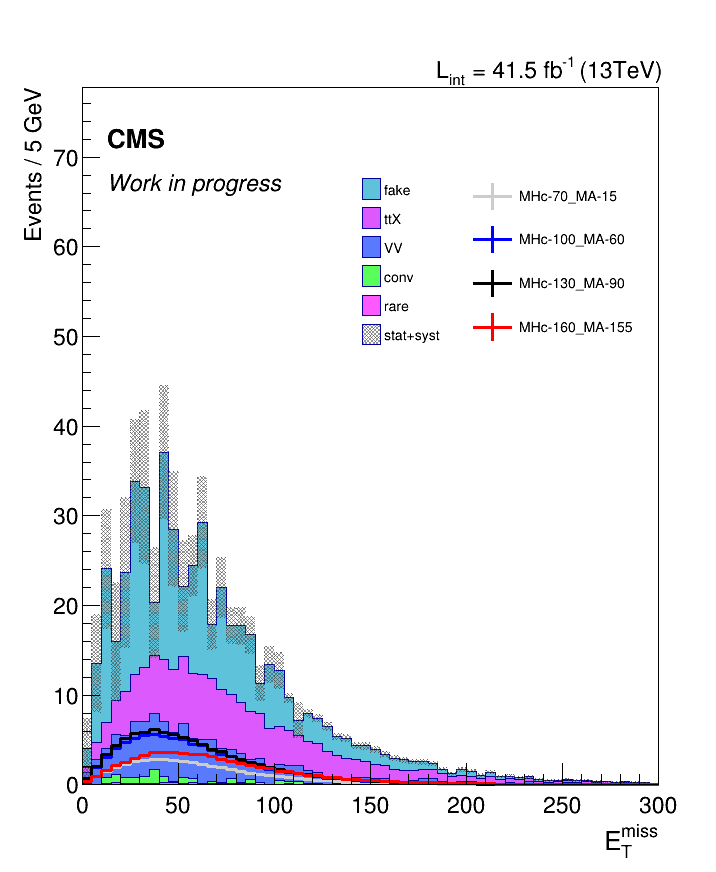 L_int = 41.5 fb^-1 (13TeV)
Events / 5 GeV
CMS
Work in progress
fake
ttX
VV
conv
rare
stat+syst
MHc-70_MA-15
MHc-100_MA-60
MHc-130_MA-90
MHc-160_MA-155
70
60
50
40
30
20
10
0
0 50 100 150 200 250 300
E_T^miss